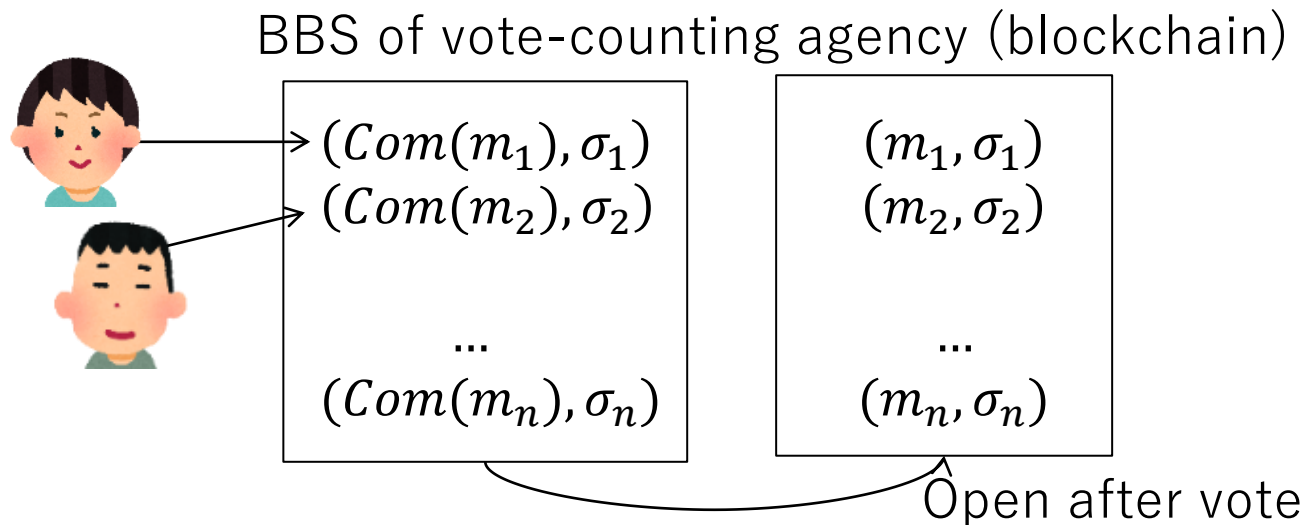 BBS of vote-counting agency (blockchain)
(Com(m₁), σ₁)
(Com(m₂), σ₂)
...
(Com(mₙ), σₙ)
(m₁, σ₁)
(m₂, σ₂)
...
(mₙ, σₙ)
Open after vote